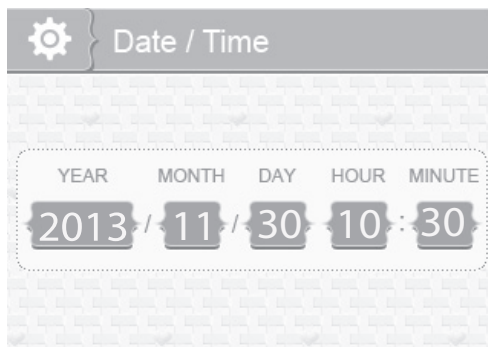 Date / Time
YEAR MONTH DAY HOUR MINUTE
2013 / 11 / 30 10 : 30